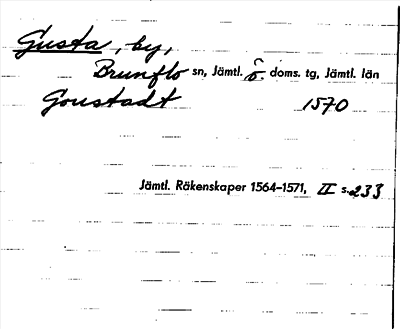 Gusta, by,
Brunflo sn, Jämtl. ö. doms. tg, Jämtl. län
Goustadt 1570
Jämtl. Räkenskaper 1564-1571, II s. 233